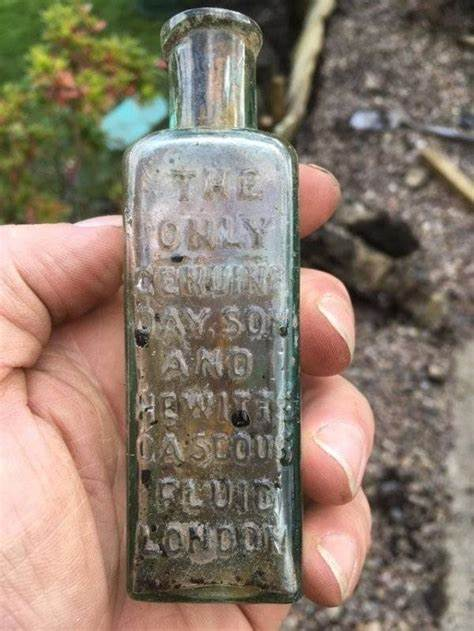 THE
ONLY
GENUINE
DAY, SON
AND
HEWITTS
GASEOUS
FLUID
LONDON